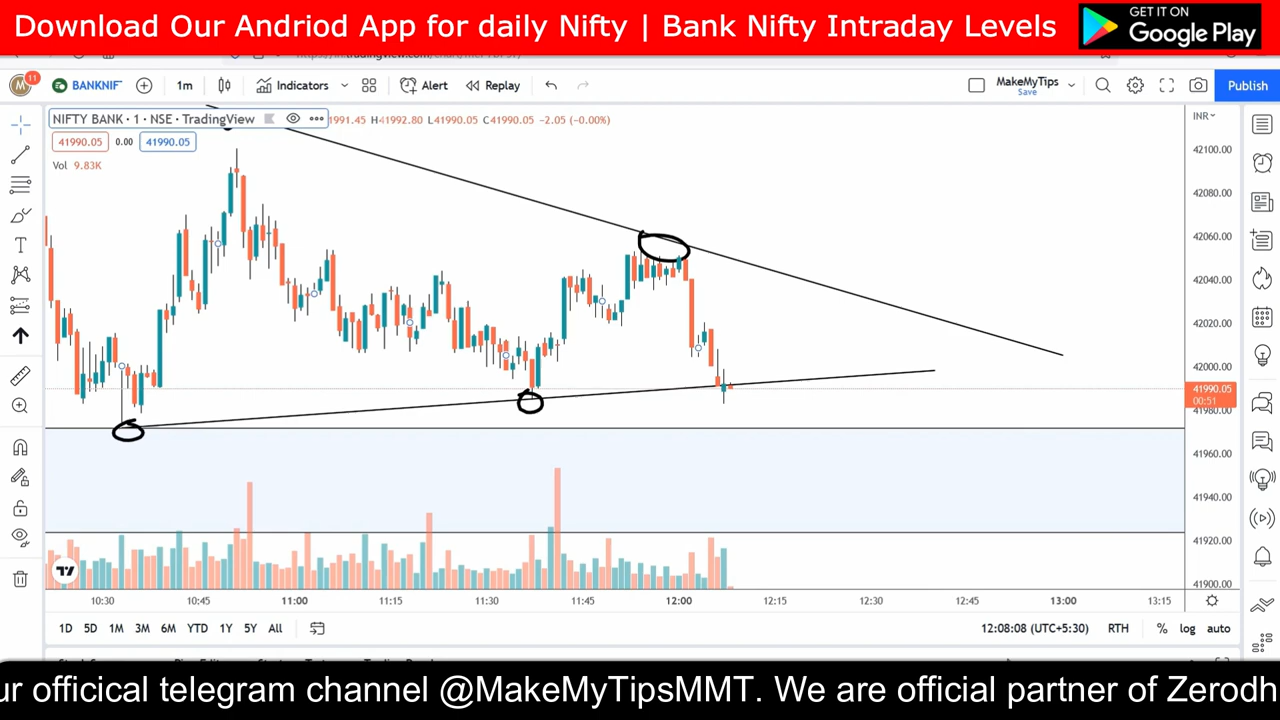 Download Our Andriod App for daily Nifty | Bank Nifty Intraday Levels
GET IT ON
Google Play
M 11 BANKNIF 1m Indicators Alert Replay MakeMyTips Save Publish
NIFTY BANK · 1 · NSE · TradingView 1991.45 H41992.80 L41990.05 C41990.05 −2.05 (−0.00%)
INR
41990.05 0.00 41990.05
Vol 9.83K
42100.00
42080.00
42060.00
42040.00
42020.00
42000.00
41990.05
00:51
41980.00
41960.00
41940.00
41920.00
41900.00
10:30 10:45 11:00 11:15 11:30 11:45 12:00 12:15 12:30 12:45 13:00 13:15
1D 5D 1M 3M 6M YTD 1Y 5Y All 12:08:08 (UTC+5:30) RTH % log auto
ur officical telegram channel @MakeMyTipsMMT. We are official partner of Zerodh